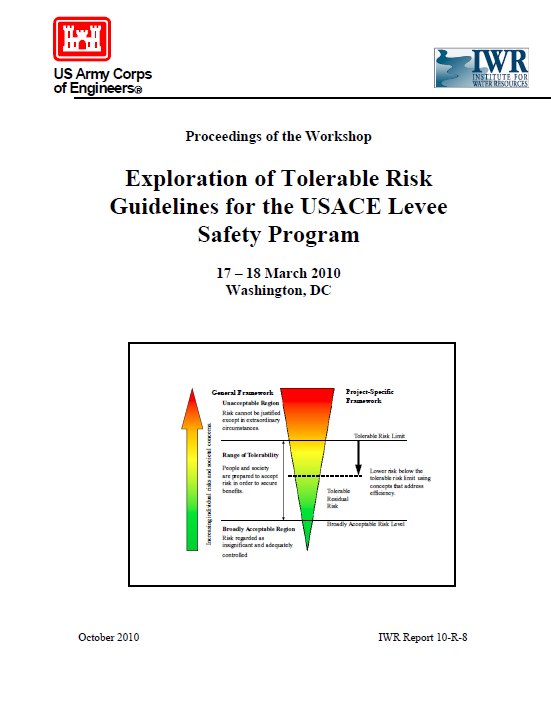 US Army Corps
of Engineers®
IWR
INSTITUTE FOR
WATER RESOURCES
Proceedings of the Workshop
Exploration of Tolerable Risk
Guidelines for the USACE Levee
Safety Program
17 – 18 March 2010
Washington, DC
Increasing individual risks and societal concerns.
General Framework
Unacceptable Region
Risk cannot be justified
except in extraordinary
circumstances.
Range of Tolerability
People and society
are prepared to accept
risk in order to secure
benefits.
Broadly Acceptable Region
Risk regarded as
insignificant and adequately
controlled
Project-Specific
Framework
Tolerable Risk Limit
Lower risk below the
tolerable risk limit using
concepts that address
efficiency.
Tolerable
Residual
Risk
Broadly Acceptable Risk Level
October 2010
IWR Report 10-R-8